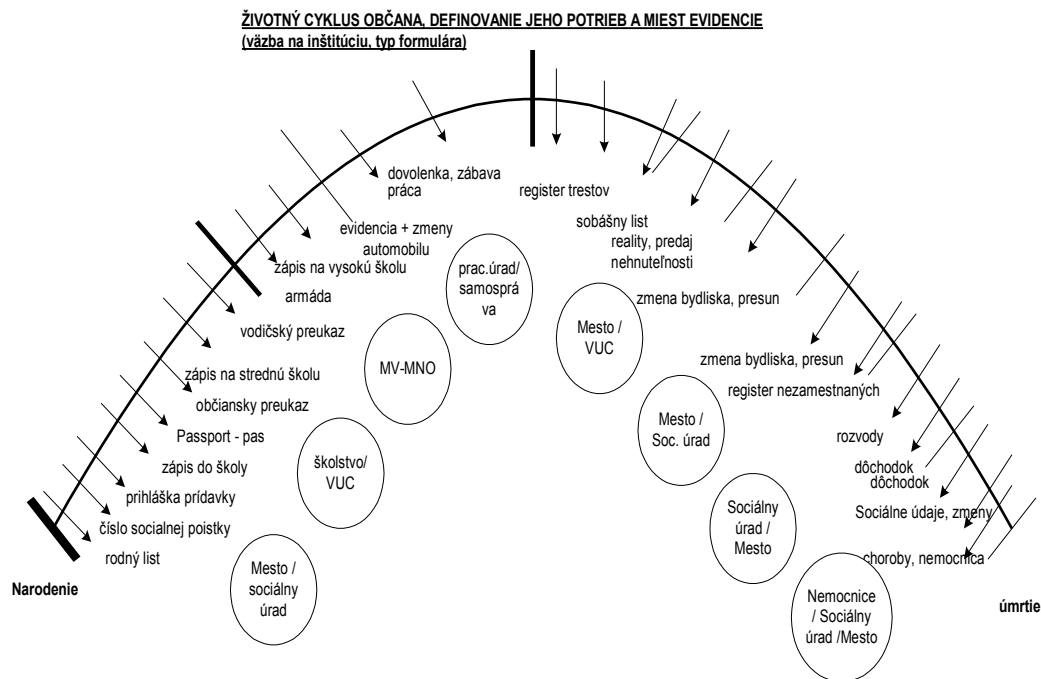 ŽIVOTNÝ CYKLUS OBČANA, DEFINOVANIE JEHO POTRIEB A MIEST EVIDENCIE
(väzba na inštitúciu, typ formulára)
dovolenka, zábava
práca
evidencia + zmeny
automobilu
zápis na vysokú školu
armáda
vodičský preukaz
zápis na strednú školu
občiansky preukaz
Passport - pas
zápis do školy
prihláška prídavky
číslo socialnej poistky
rodný list
Narodenie
register trestov
sobášny list
reality, predaj
nehnuteľnosti
zmena bydliska, presun
zmena bydliska, presun
register nezamestnaných
rozvody
dôchodok
dôchodok
Sociálne údaje, zmeny
choroby, nemocnica
úmrtie
Mesto /
sociálny
úrad
školstvo/
VUC
MV-MNO
prac.úrad/
samosprá
va
Mesto /
VUC
Mesto /
Soc. úrad
Sociálny
úrad /
Mesto
Nemocnice
/ Sociálny
úrad /Mesto